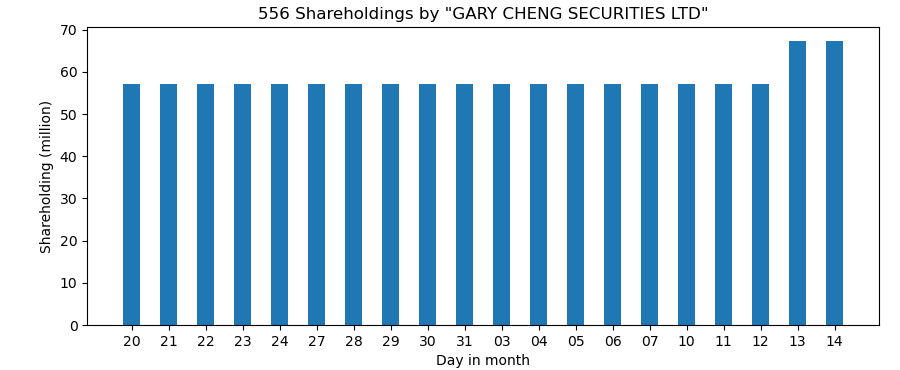 556 Shareholdings by "GARY CHENG SECURITIES LTD"
Shareholding (million)
70
60
50
40
30
20
10
0
20 21 22 23 24 27 28 29 30 31 03 04 05 06 07 10 11 12 13 14
Day in month